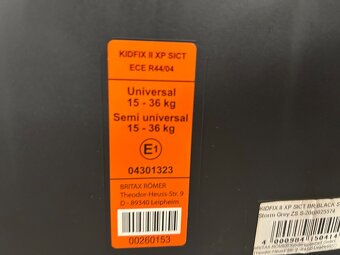 KIDFIX II XP SICT
ECE R44/04
Universal
15 - 36 kg
Semi universal
15 - 36 kg
E1
04301323
BRITAX RÖMER
Theodor-Heuss-Str. 9
D - 89340 Leipheim
00260153
KIDFIX II XP SICT BR BLACK S
Storm Grey ZS S
4 000984